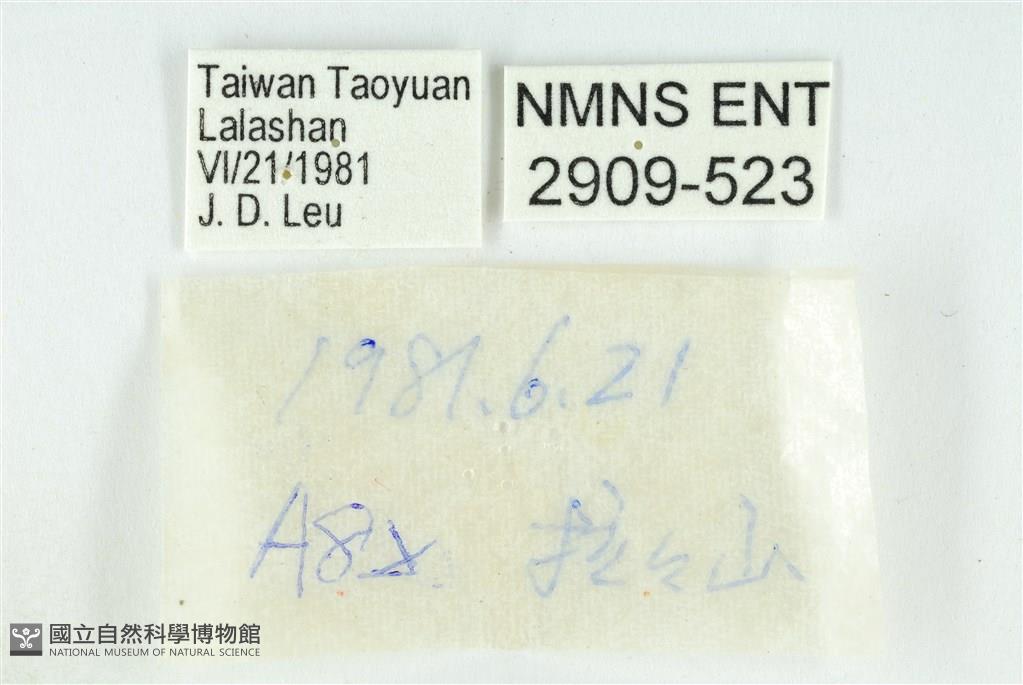 Taiwan Taoyuan
Lalashan
VI/21/1981
J. D. Leu
NMNS ENT
2909-523
1981.6.21
拉々山
國立自然科學博物館
NATIONAL MUSEUM OF NATURAL SCIENCE